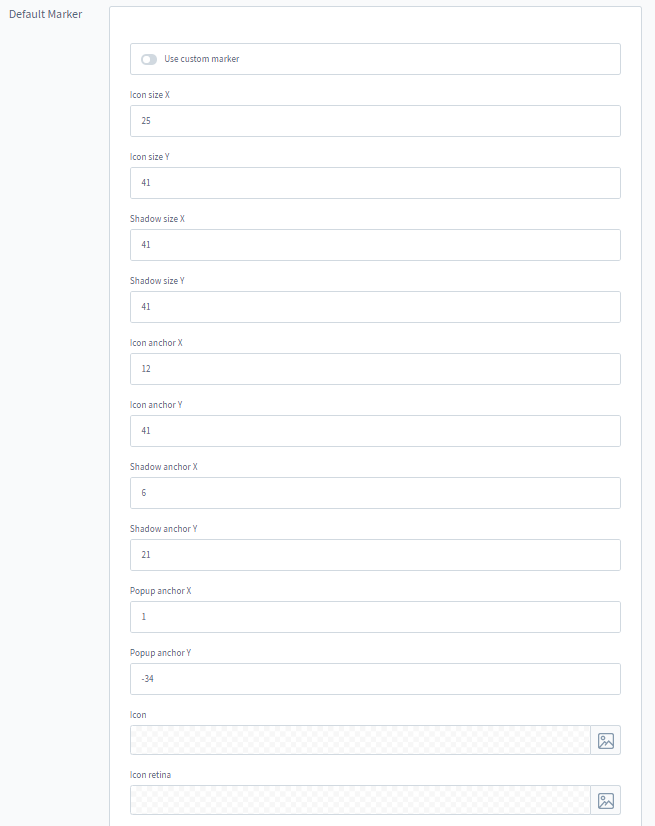 Default Marker
Use custom marker
Icon size X
25
Icon size Y
41
Shadow size X
41
Shadow size Y
41
Icon anchor X
12
Icon anchor Y
41
Shadow anchor X
6
Shadow anchor Y
21
Popup anchor X
1
Popup anchor Y
-34
Icon
Icon retina